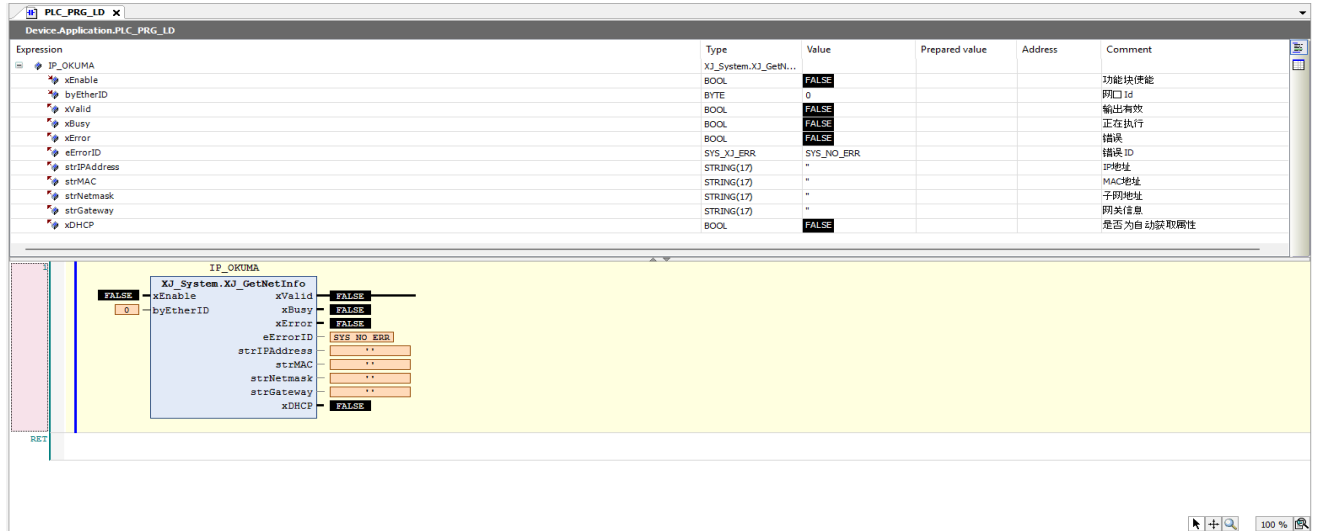 PLC_PRG_LD
Device.Application.PLC_PRG_LD
Expression Type Value Prepared value Address Comment
IP_OKUMA XJ_System.XJ_GetN...
xEnable BOOL FALSE 功能块使能
byEtherID BYTE 0 网口 Id
xValid BOOL FALSE 输出有效
xBusy BOOL FALSE 正在执行
xError BOOL FALSE 错误
eErrorID SYS_XJ_ERR SYS_NO_ERR 错误 ID
strIPAddress STRING(17) '' IP地址
strMAC STRING(17) '' MAC地址
strNetmask STRING(17) '' 子网地址
strGateway STRING(17) '' 网关信息
xDHCP BOOL FALSE 是否为自动获取属性
1 IP_OKUMA
XJ_System.XJ_GetNetInfo
FALSE xEnable xValid FALSE
0 byEtherID xBusy FALSE
xError FALSE
eErrorID SYS_NO_ERR
strIPAddress ''
strMAC ''
strNetmask ''
strGateway ''
xDHCP FALSE
RET
100 %